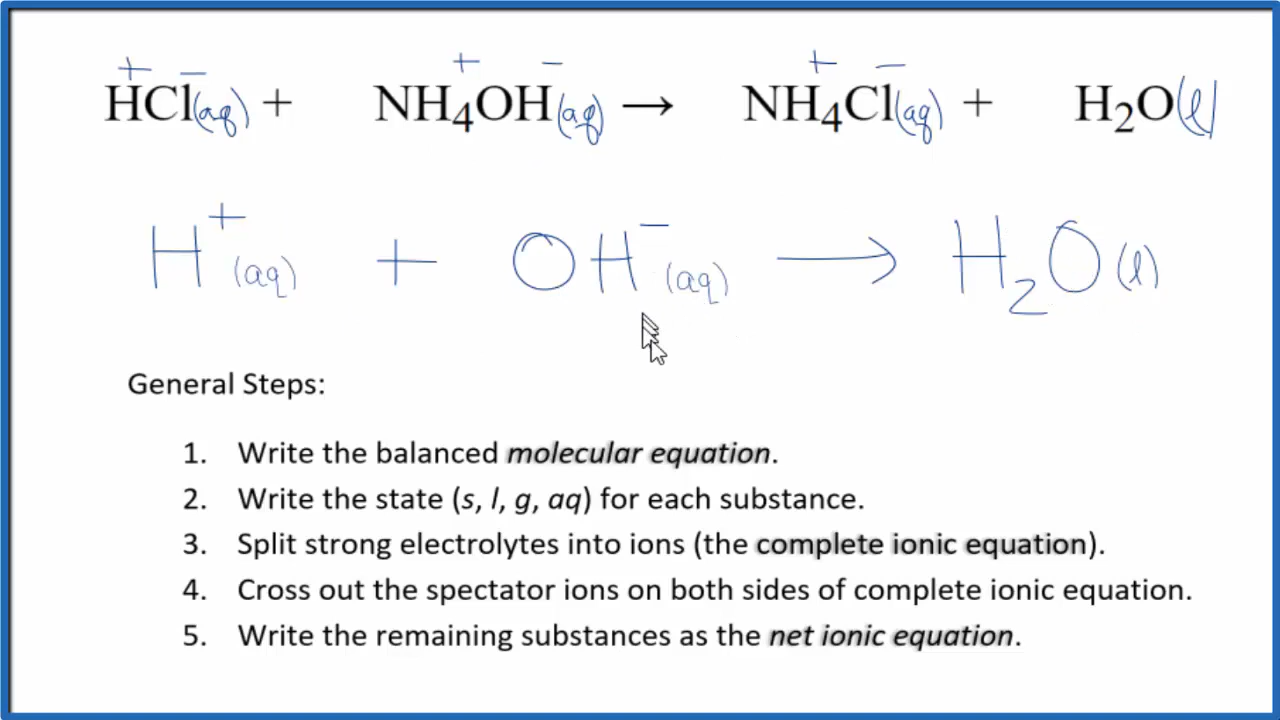 + − + − + −
HCl(aq) + NH₄OH(aq) → NH₄Cl(aq) + H₂O(l)
H⁺(aq) + OH⁻(aq) → H₂O(l)
General Steps:
1. Write the balanced molecular equation.
2. Write the state (s, l, g, aq) for each substance.
3. Split strong electrolytes into ions (the complete ionic equation).
4. Cross out the spectator ions on both sides of complete ionic equation.
5. Write the remaining substances as the net ionic equation.